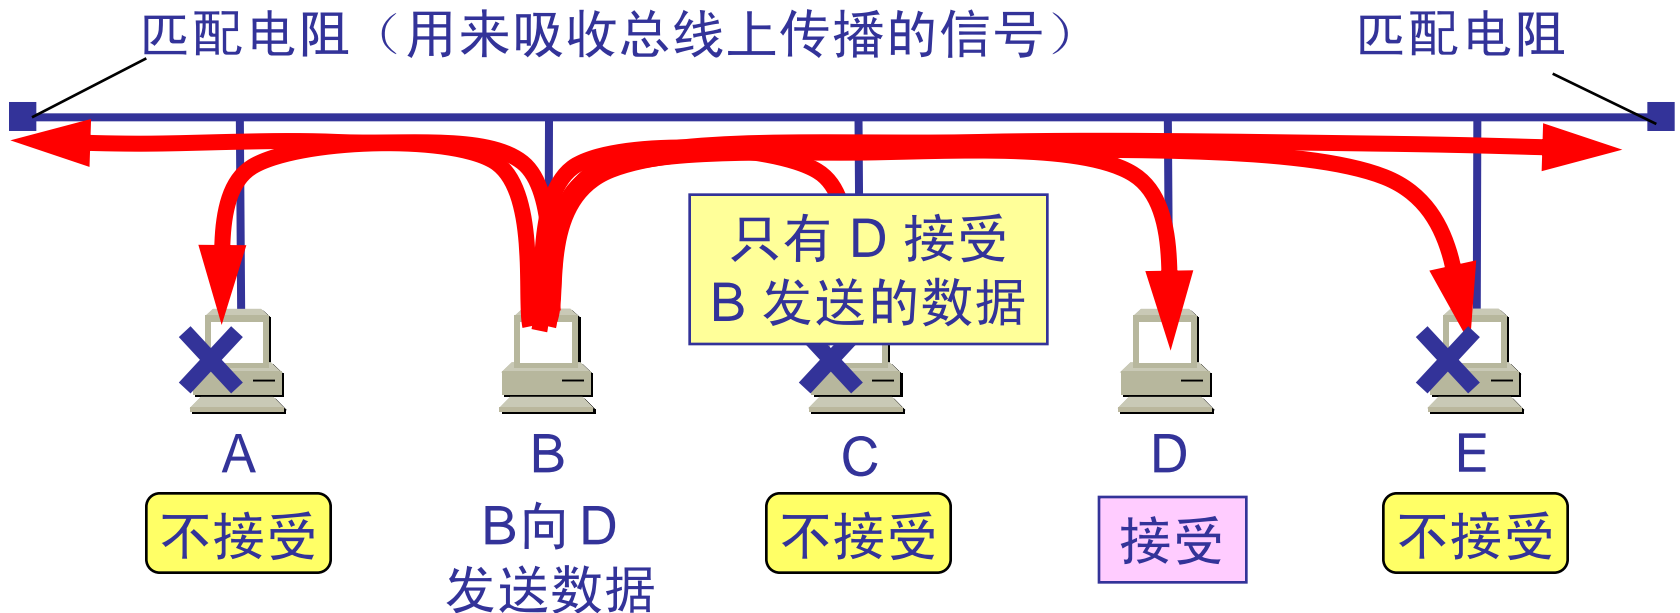 匹配电阻（用来吸收总线上传播的信号）
匹配电阻
只有 D 接受
B 发送的数据
A
B
C
D
E
不接受
B向 D
发送数据
不接受
接受
不接受